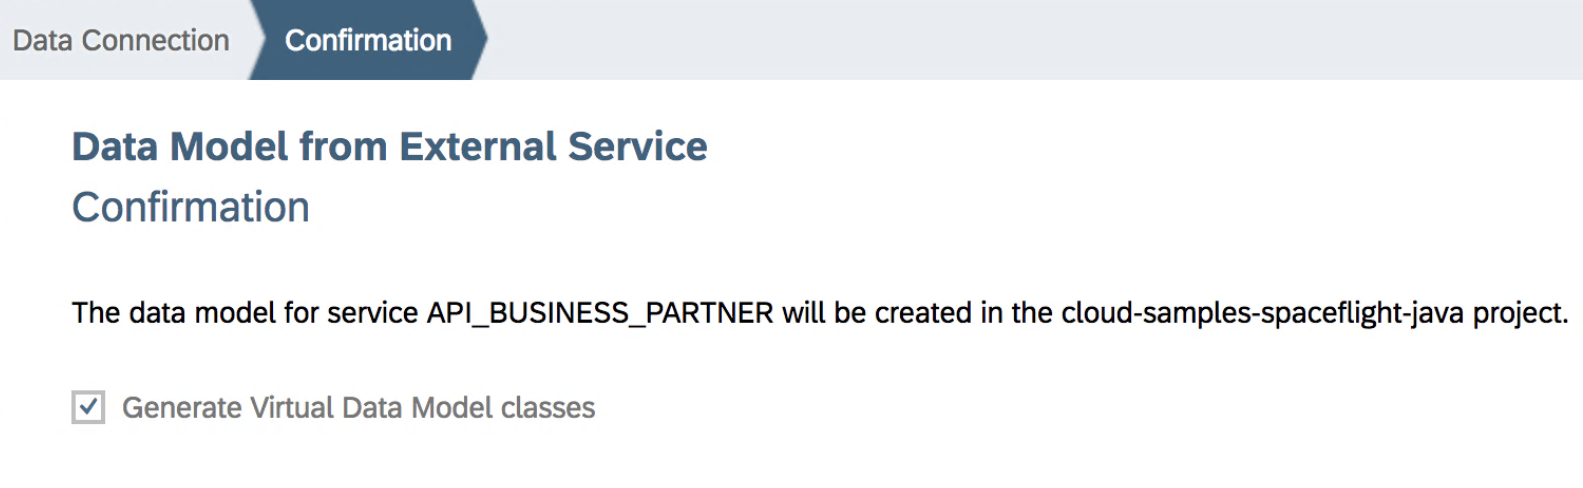 Data Connection Confirmation
Data Model from External Service
Confirmation
The data model for service API_BUSINESS_PARTNER will be created in the cloud-samples-spaceflight-java project.
Generate Virtual Data Model classes